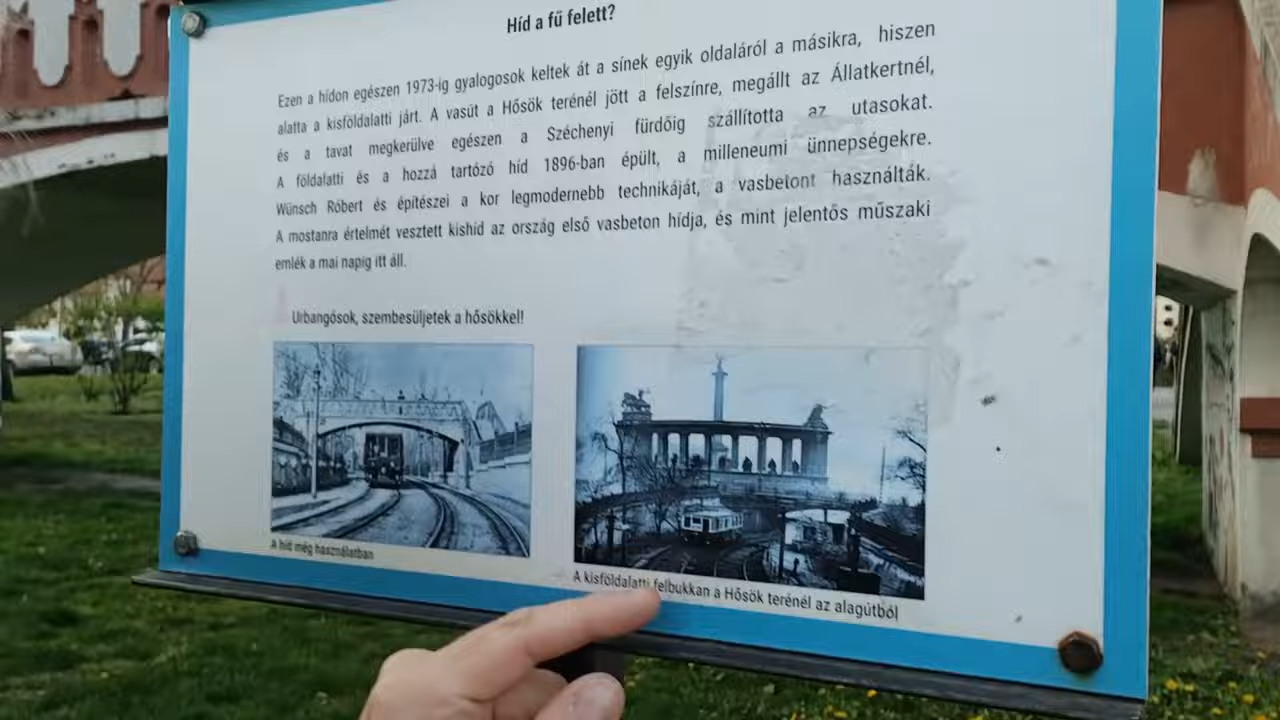 Híd a fű felett?
Ezen a hídon egészen 1973-ig gyalogosok keltek át a sínek egyik oldaláról a másikra, hiszen
alatta a kisföldalatti járt. A vasút a Hősök terénél jött a felszínre, megállt az Állatkertnél,
és a tavat megkerülve egészen a Széchenyi fürdőig szállította az utasokat.
A földalatti és a hozzá tartózó híd 1896-ban épült, a milleneumi ünnepségekre.
Wünsch Róbert és építészei a kor legmodernebb technikáját, a vasbetont használták.
A mostanra értelmét vesztett kishíd az ország első vasbeton hídja, és mint jelentős műszaki
emlék a mai napig itt áll.
Urbangósok, szembesüljetek a hősökkel!
A híd még használatban
A kisföldalatti felbukkan a Hősök terénél az alagútból